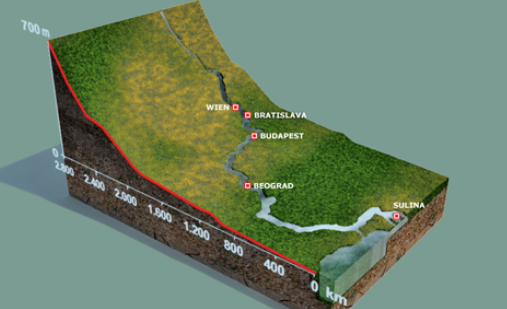 700 m
WIEN
BRATISLAVA
BUDAPEST
BEOGRAD
SULINA
0
2.800
2.400
2.000
1.600
1.200
800
400
0 km